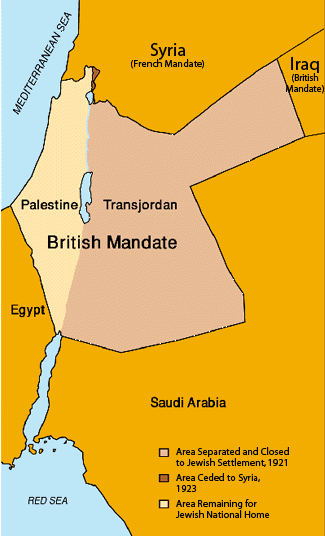 MEDITERRANEAN SEA
Syria
(French Mandate)
Iraq
(British
Mandate)
Palestine
Transjordan
British Mandate
Egypt
Saudi Arabia
Area Separated and Closed
to Jewish Settlement, 1921
Area Ceded to Syria,
1923
Area Remaining for
Jewish National Home
RED SEA